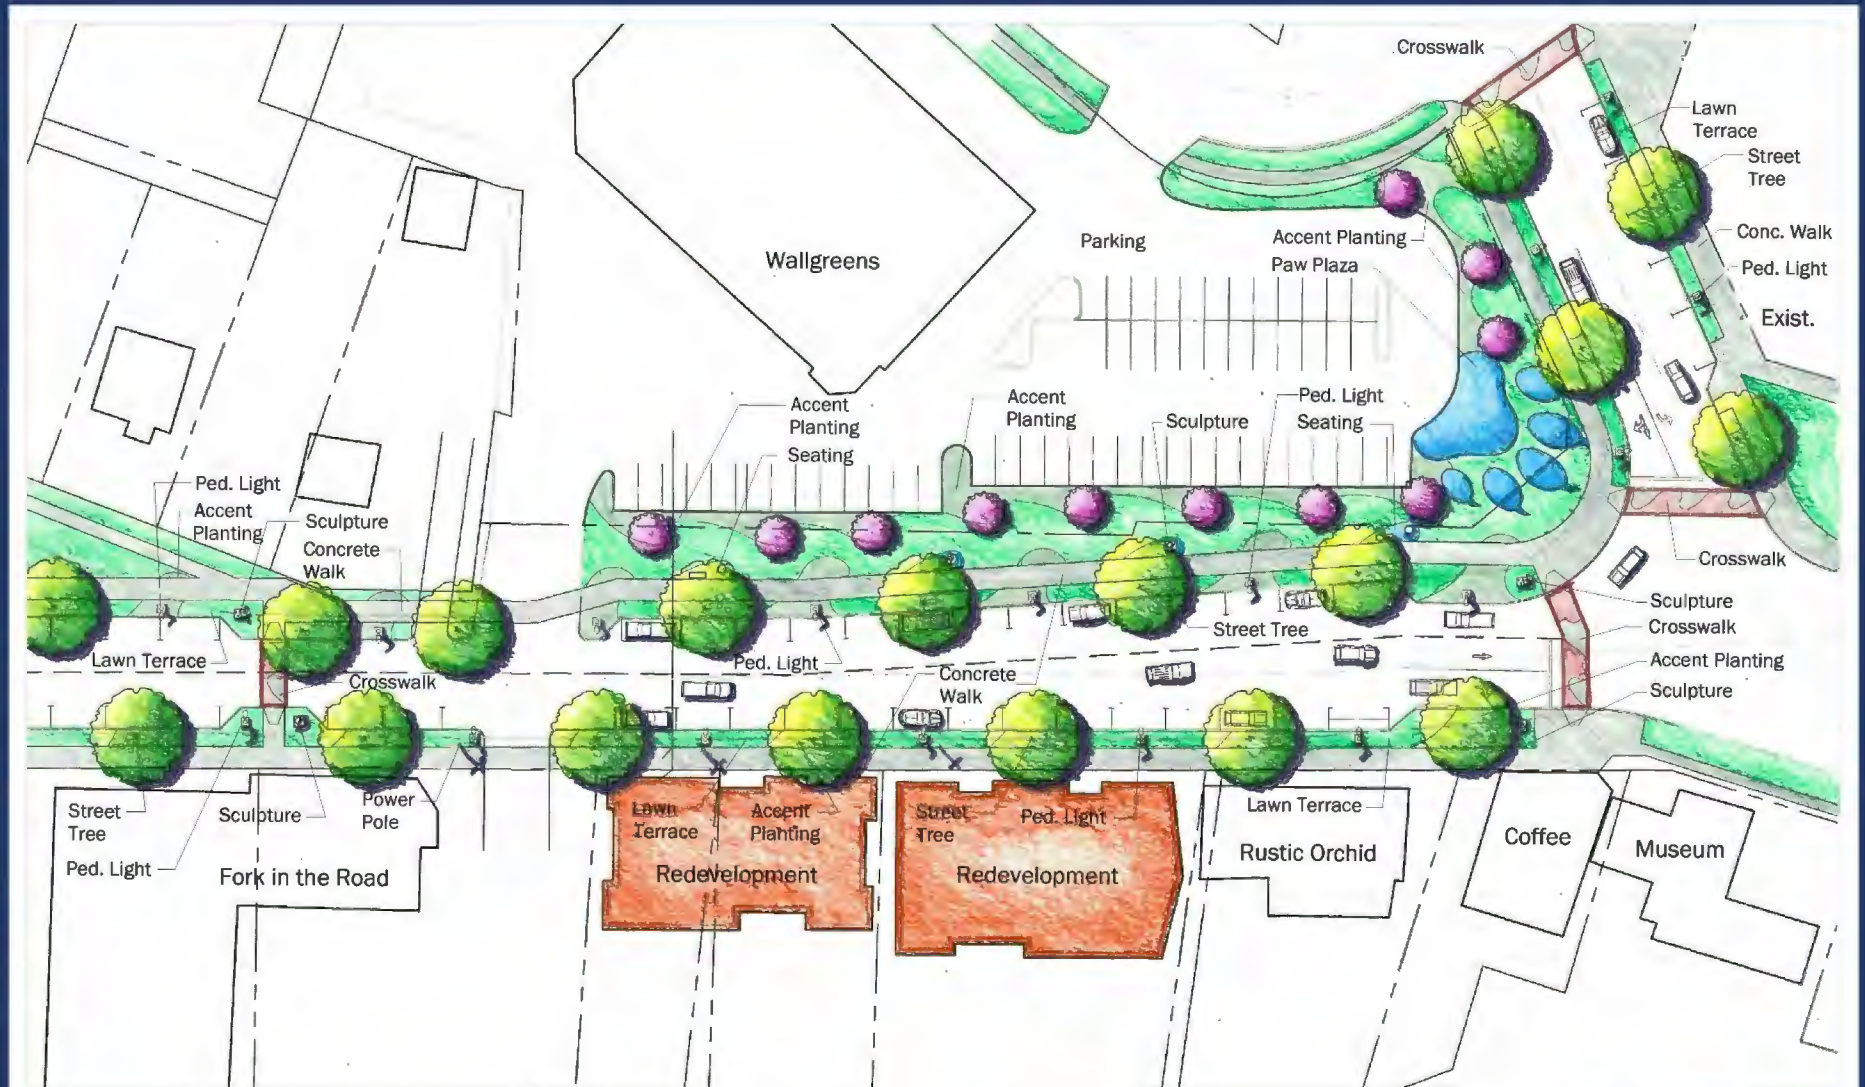 Crosswalk
Lawn
Terrace
Street
Tree
Conc. Walk
Ped. Light
Exist.
Wallgreens
Parking
Accent Planting
Paw Plaza
Accent
Planting
Seating
Accent
Planting
Sculpture
Ped. Light
Seating
Ped. Light
Accent
Planting
Sculpture
Concrete
Walk
Crosswalk
Sculpture
Crosswalk
Accent Planting
Sculpture
Street Tree
Lawn Terrace
Ped. Light
Concrete
Walk
Crosswalk
Street
Tree
Ped. Light
Sculpture
Power
Pole
Fork in the Road
Lawn
Terrace
Accent
Planting
Redevelopment
Street
Tree
Ped. Light
Redevelopment
Lawn Terrace
Rustic Orchid
Coffee
Museum